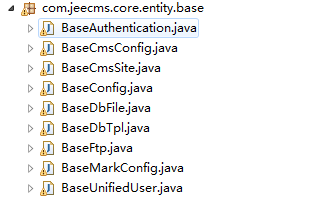 com.jeecms.core.entity.base
BaseAuthentication.java
BaseCmsConfig.java
BaseCmsSite.java
BaseConfig.java
BaseDbFile.java
BaseDbTpl.java
BaseFtp.java
BaseMarkConfig.java
BaseUnifiedUser.java